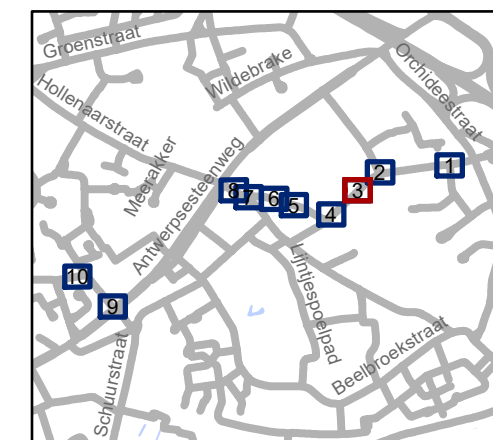 Groenstraat
Orchideestraat
Wildebrake
Hollenaarstraat
Meerakker
Antwerpsesteenweg
1
2
3
8
7
6
5
4
Lijntjespoelpad
10
9
Schuurstraat
Beelbroekstraat